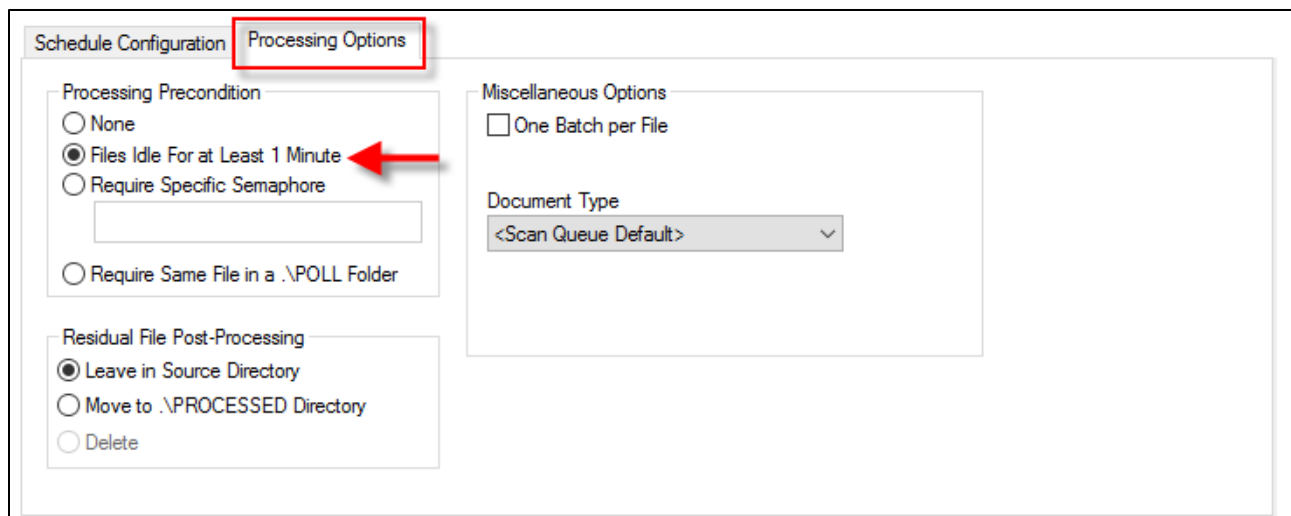 Schedule Configuration
Processing Options
Processing Precondition
None
Files Idle For at Least 1 Minute
Require Specific Semaphore
Require Same File in a .\POLL Folder
Residual File Post-Processing
Leave in Source Directory
Move to .\PROCESSED Directory
Delete
Miscellaneous Options
One Batch per File
Document Type
<Scan Queue Default>